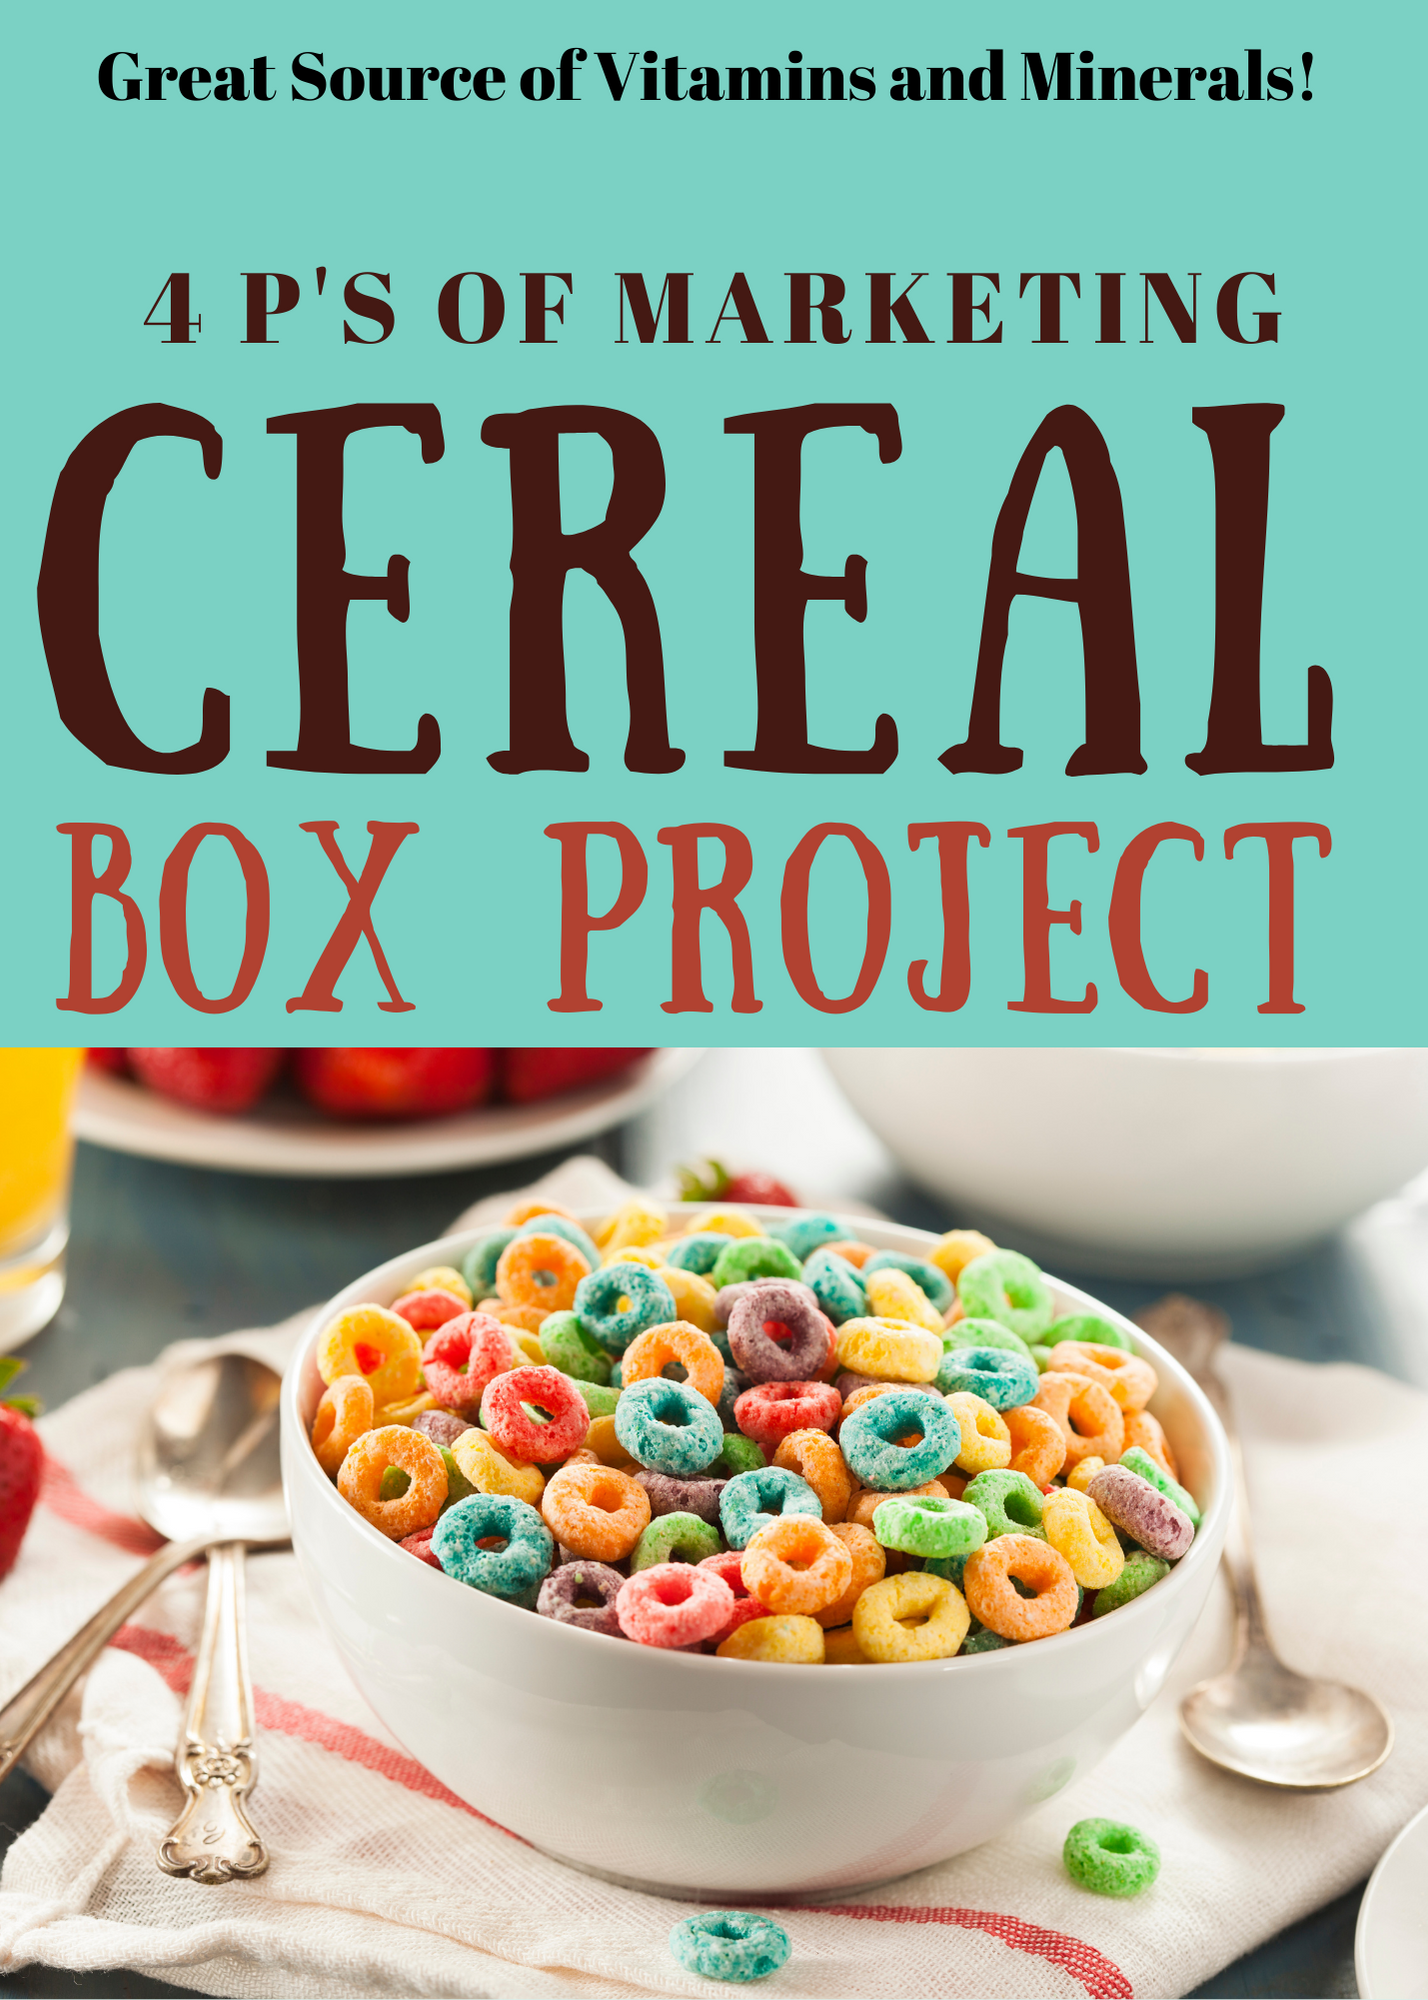 Great Source of Vitamins and Minerals!
4 P'S OF MARKETING
CEREAL
BOX PROJECT